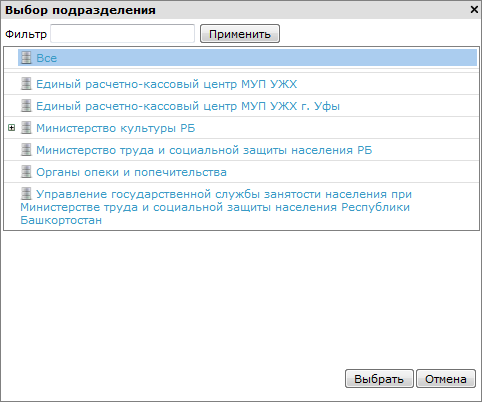 Выбор подразделения
Фильтр Применить
Все
Единый расчетно-кассовый центр МУП УЖХ
Единый расчетно-кассовый центр МУП УЖХ г. Уфы
Министерство культуры РБ
Министерство труда и социальной защиты населения РБ
Органы опеки и попечительства
Управление государственной службы занятости населения при
Министерстве труда и социальной защиты населения Республики
Башкортостан
Выбрать Отмена